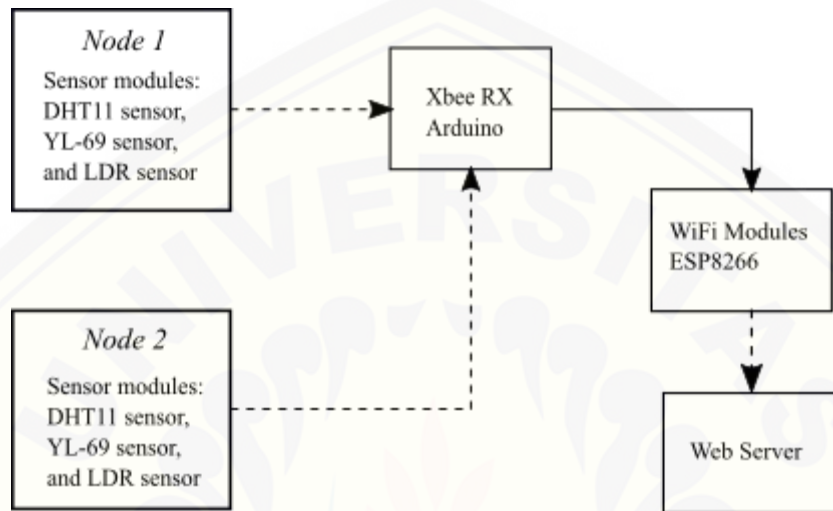 Node 1
Sensor modules:
DHT11 sensor,
YL-69 sensor,
and LDR sensor
Xbee RX
Arduino
WiFi Modules
ESP8266
Node 2
Sensor modules:
DHT11 sensor,
YL-69 sensor,
and LDR sensor
Web Server
UNIVERSITAS